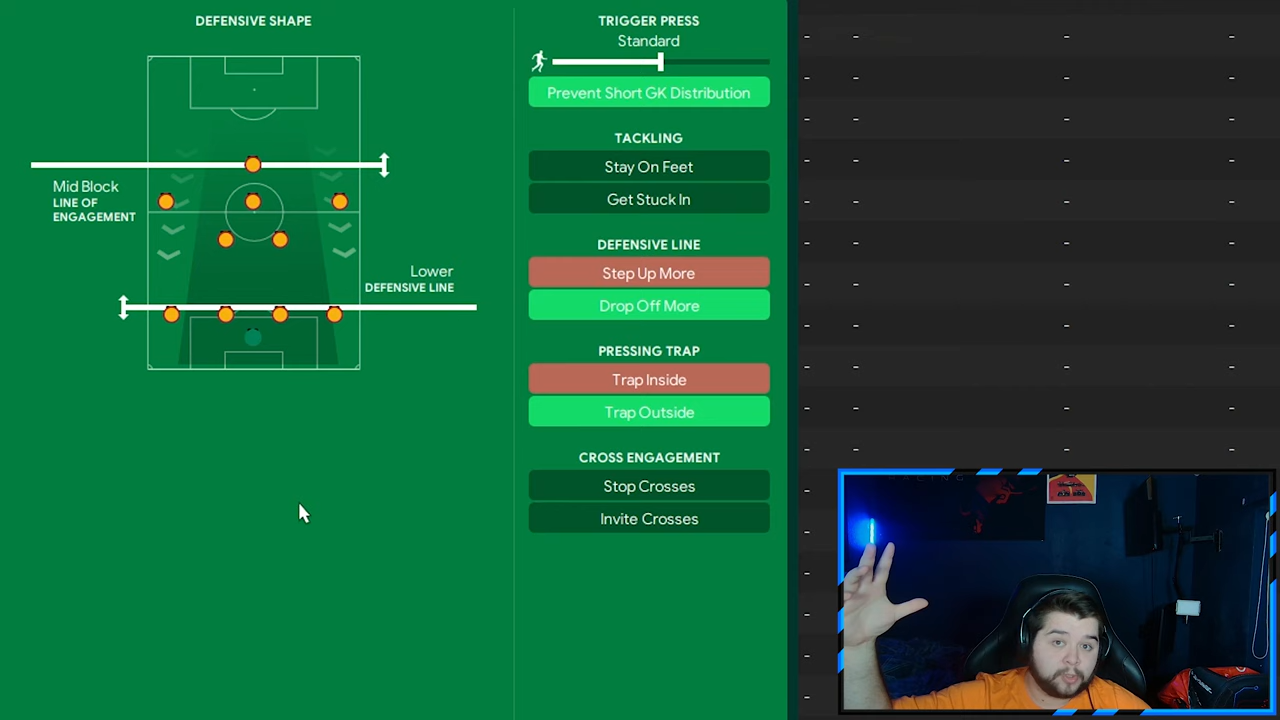 DEFENSIVE SHAPE
Mid Block
LINE OF
ENGAGEMENT
Lower
DEFENSIVE LINE
TRIGGER PRESS
Standard
Prevent Short GK Distribution
TACKLING
Stay On Feet
Get Stuck In
DEFENSIVE LINE
Step Up More
Drop Off More
PRESSING TRAP
Trap Inside
Trap Outside
CROSS ENGAGEMENT
Stop Crosses
Invite Crosses
RACING